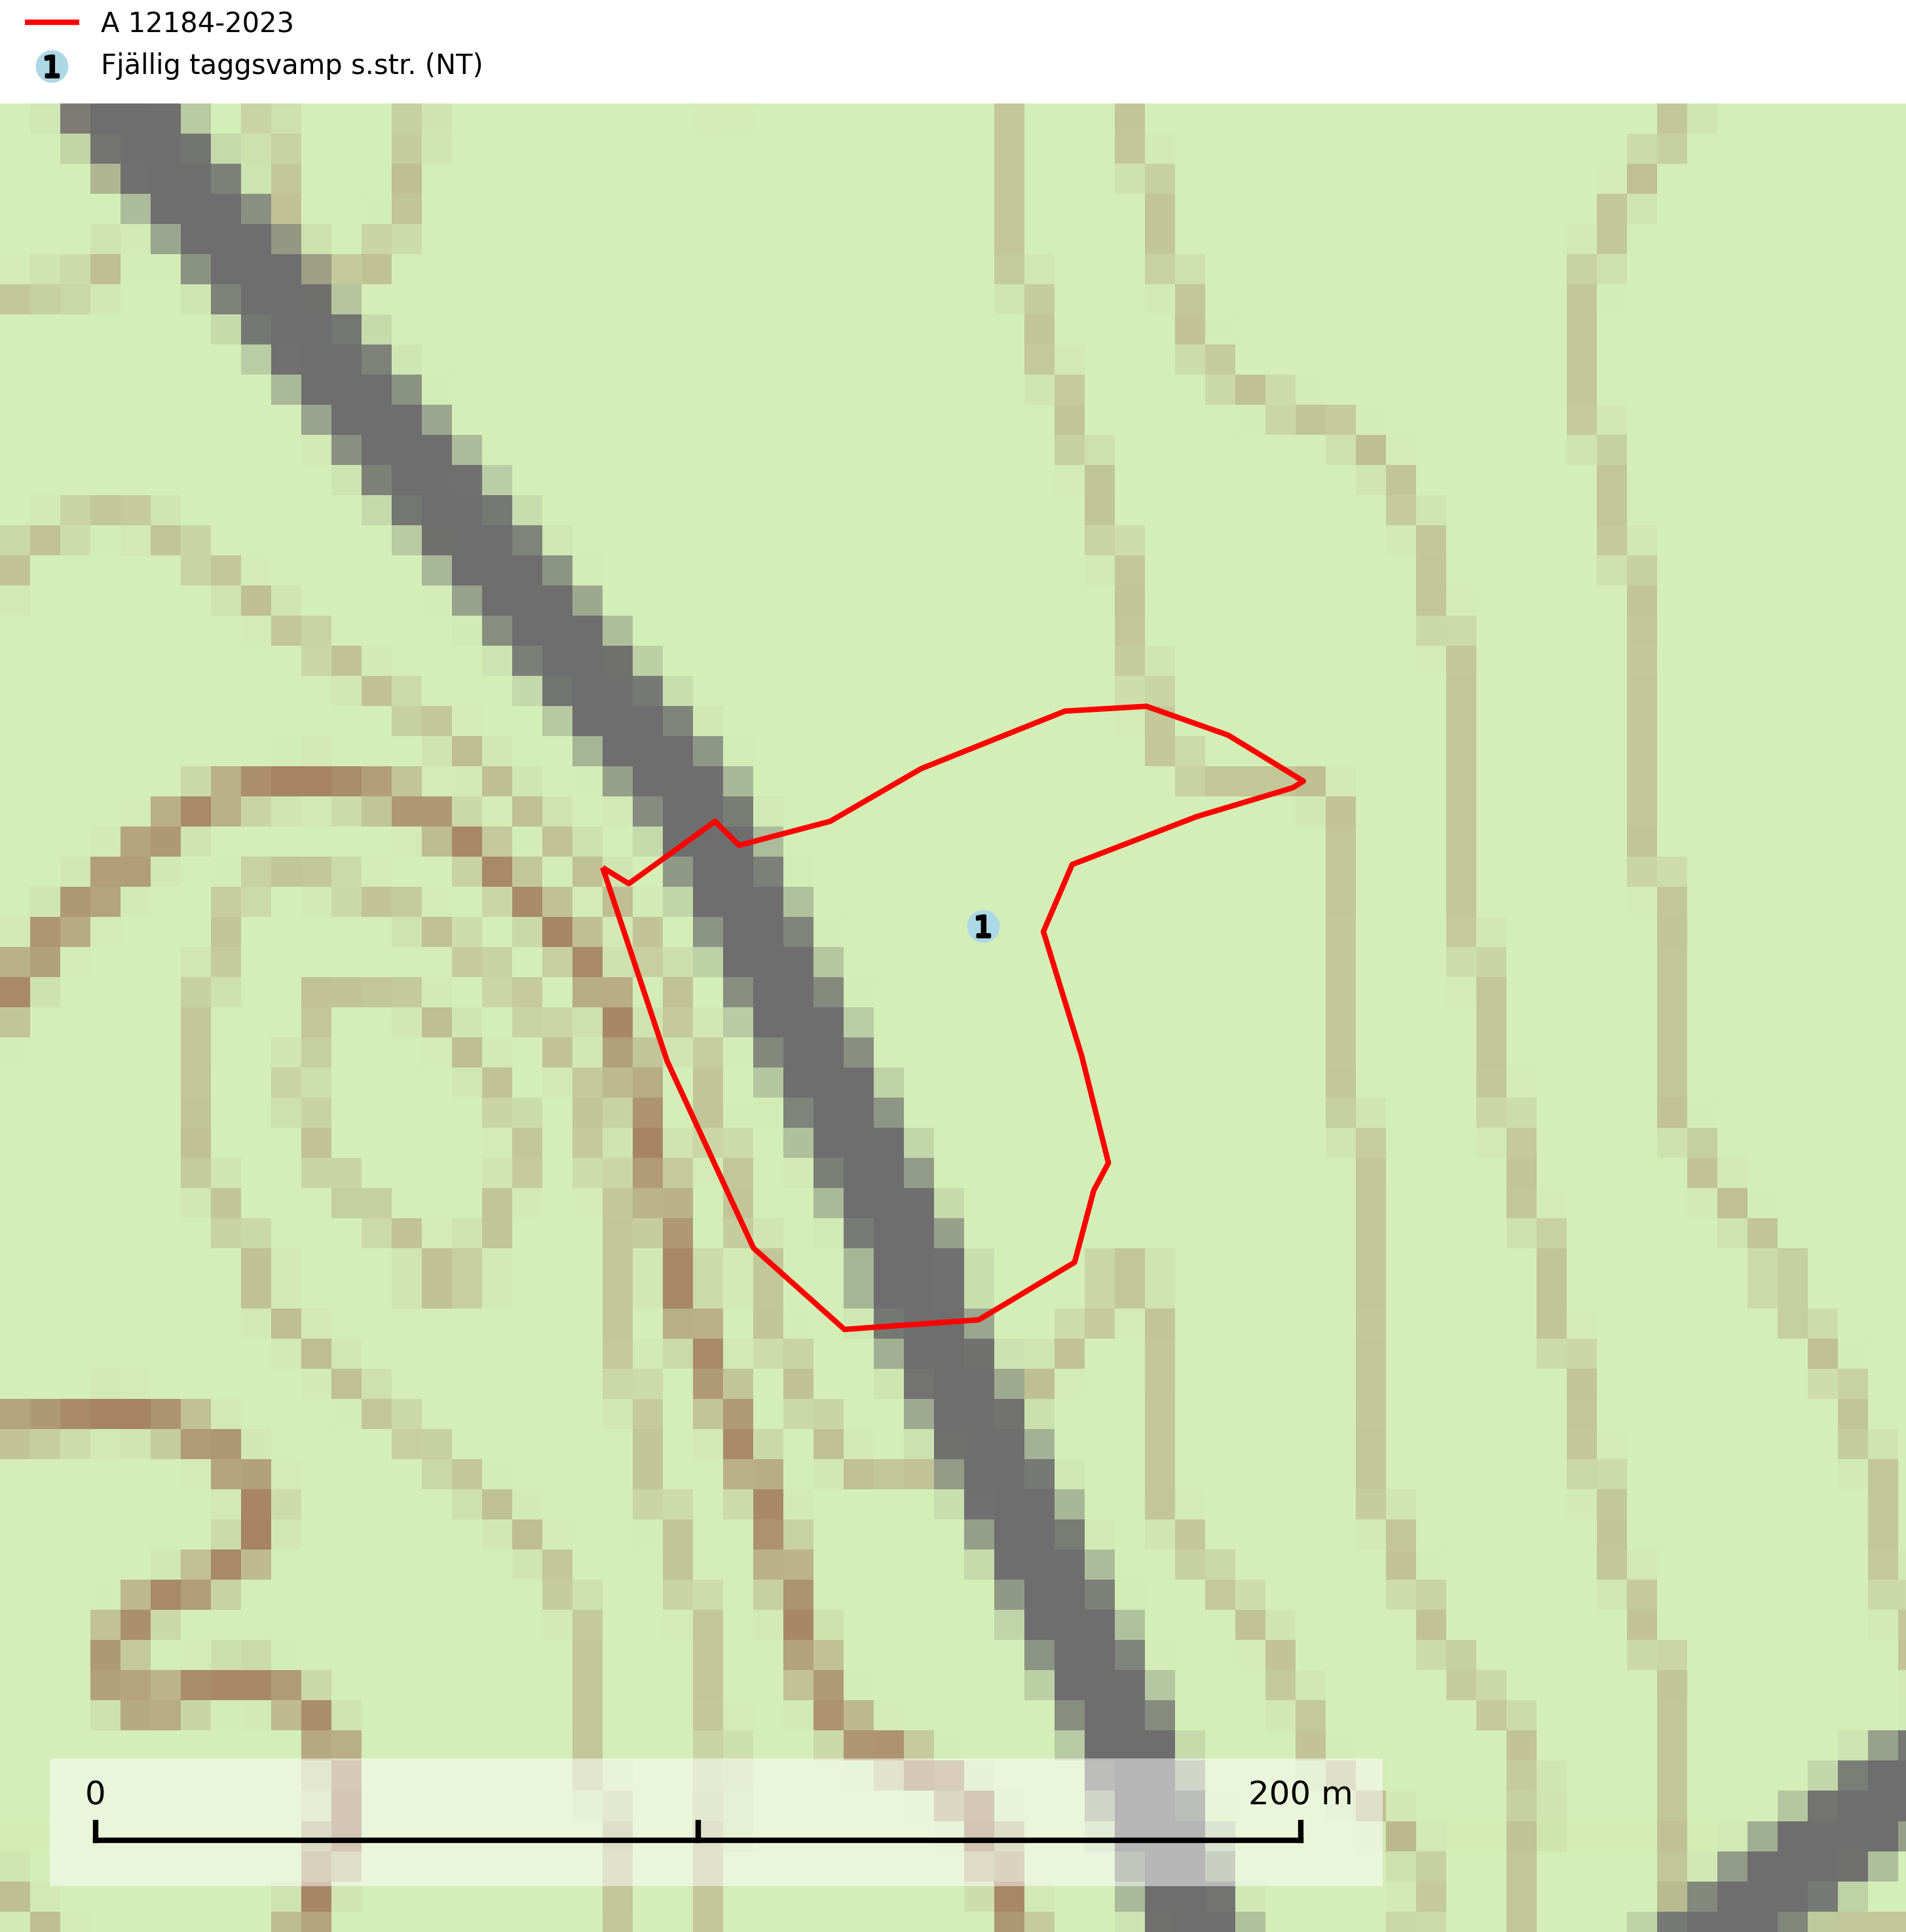 A 12184-2023
1 Fjällig taggsvamp s.str. (NT)
1
0 200 m